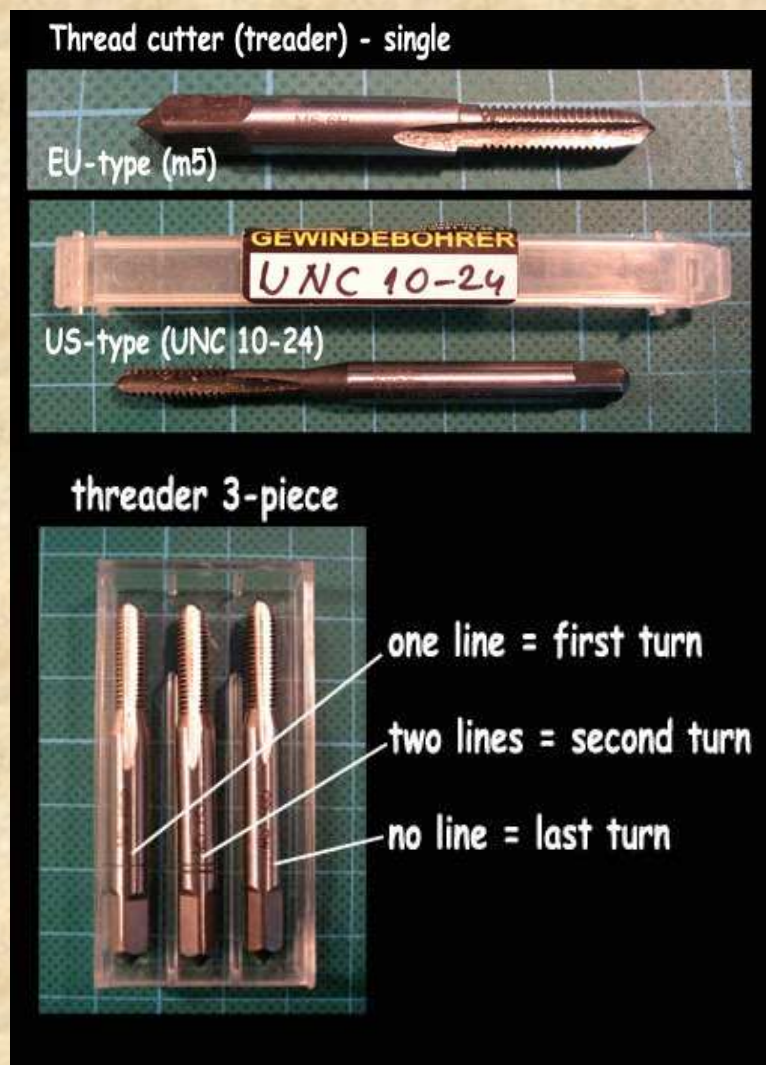 Thread cutter (treader) - single
EU-type (m5)
GEWINDEBOHRER
UNC 10-24
US-type (UNC 10-24)
threader 3-piece
one line = first turn
two lines = second turn
no line = last turn